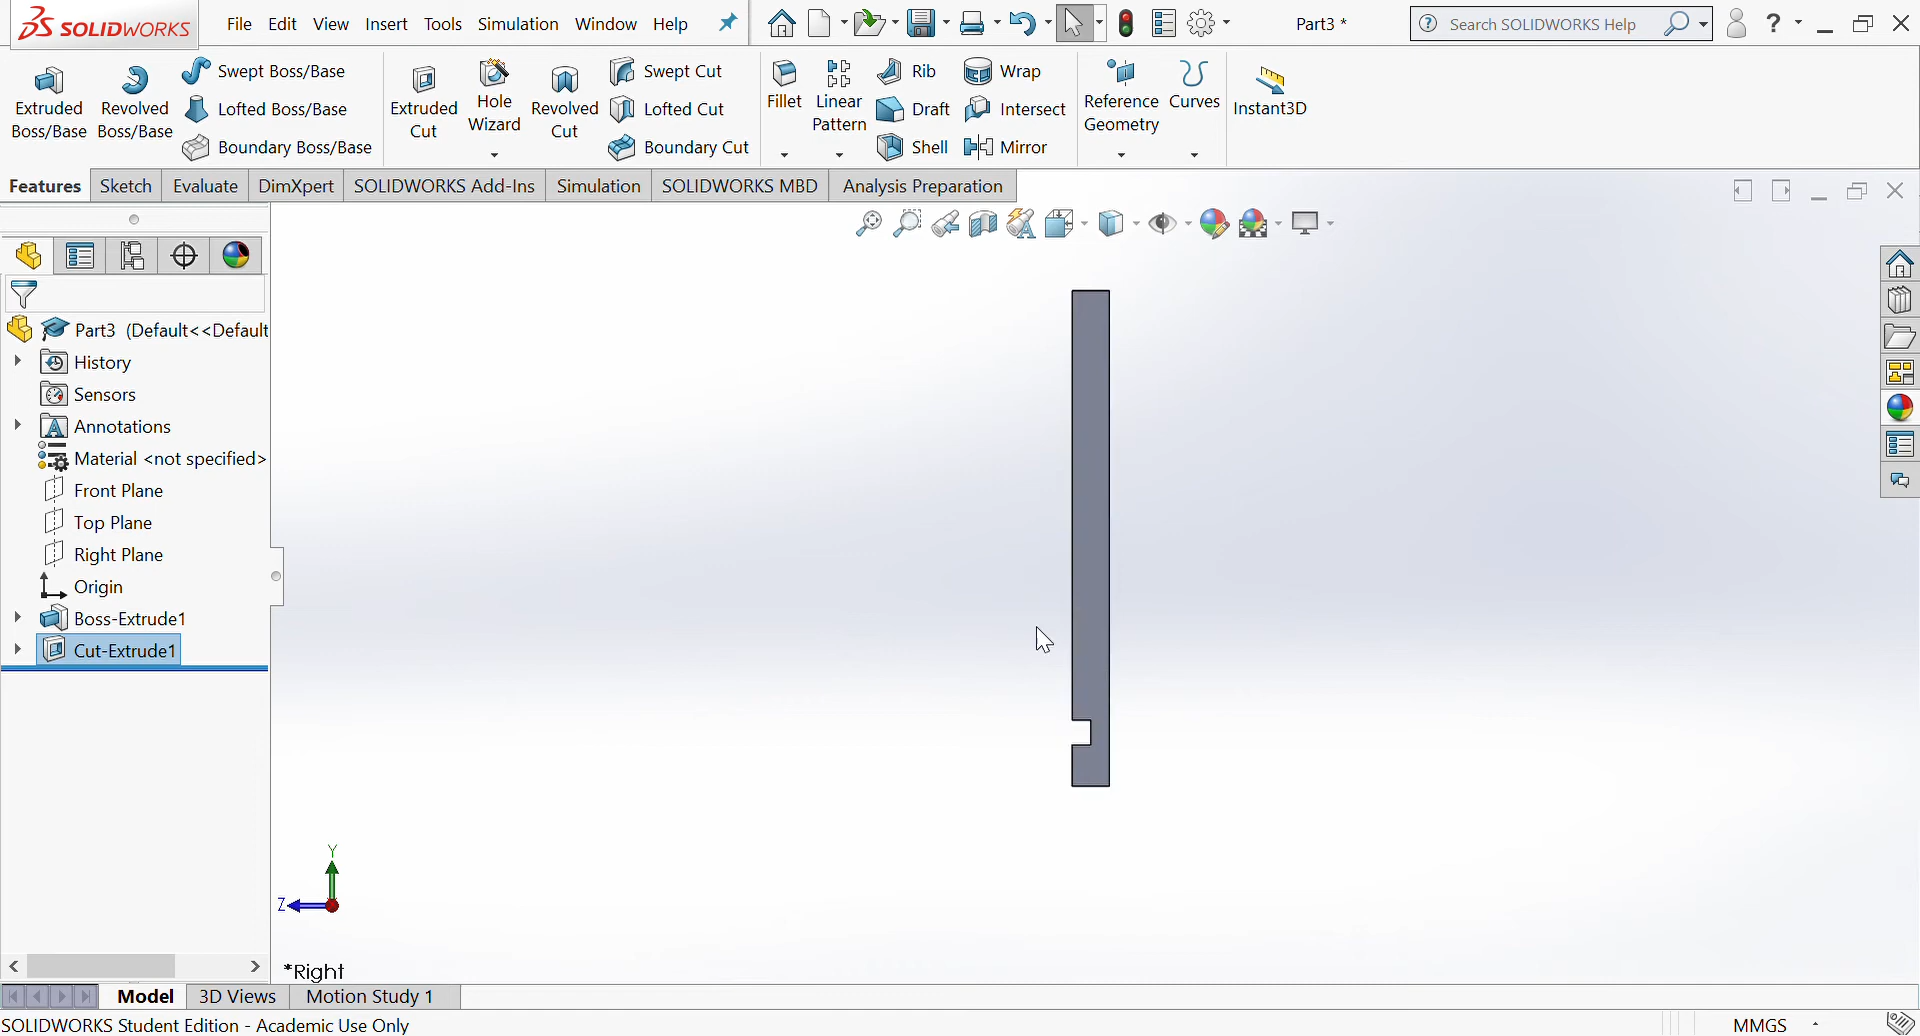 SOLIDWORKS File Edit View Insert Tools Simulation Window Help Part3 * Search SOLIDWORKS Help ?
Extruded Boss/Base
Revolved Boss/Base
Swept Boss/Base
Lofted Boss/Base
Boundary Boss/Base
Extruded Cut
Hole Wizard
Revolved Cut
Swept Cut
Lofted Cut
Boundary Cut
Fillet
Linear Pattern
Rib
Draft
Shell
Wrap
Intersect
Mirror
Reference Geometry
Curves
Instant3D
Features Sketch Evaluate DimXpert SOLIDWORKS Add-Ins Simulation SOLIDWORKS MBD Analysis Preparation
Part3 (Default<<Default
History
Sensors
Annotations
Material <not specified>
Front Plane
Top Plane
Right Plane
Origin
Boss-Extrude1
Cut-Extrude1
Y
Z
*Right
Model 3D Views Motion Study 1
SOLIDWORKS Student Edition - Academic Use Only MMGS